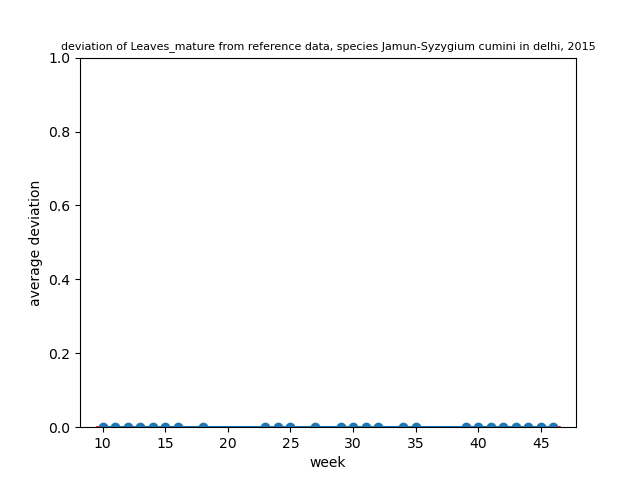 deviation of Leaves_mature from reference data, species Jamun-Syzygium cumini in delhi, 2015
1.0
0.8
0.6
0.4
0.2
0.0
average deviation
10 15 20 25 30 35 40 45
week